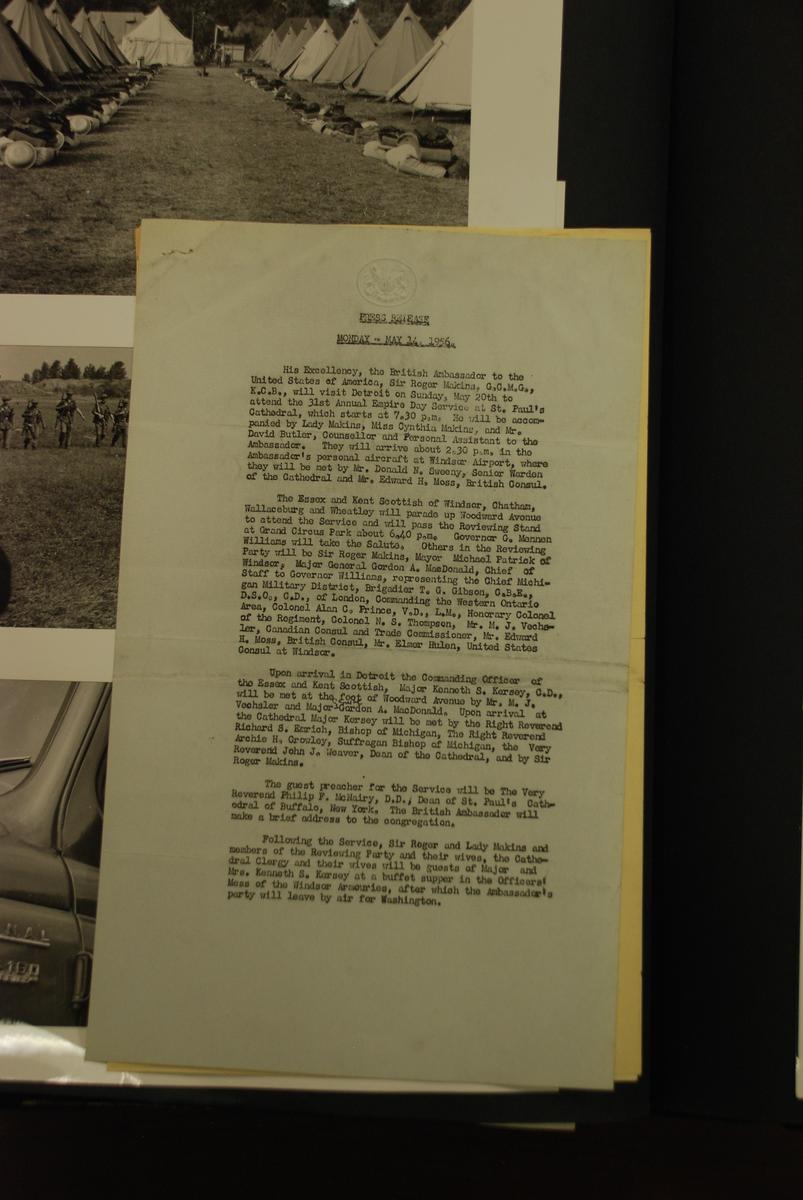 PRESS RELEASE
MONDAY - MAY 14, 1956.
His Excellency, the British Ambassador to the
United States of America, Sir Roger Makins, G.C.M.G.,
K.C.B., will visit Detroit on Sunday, May 20th to
attend the 31st Annual Empire Day Service at St. Paul's
Cathedral, which starts at 7.30 p.m. He will be accom-
panied by Lady Makins, Miss Cynthia Makins, and Mr.
David Butler, Counsellor and Personal Assistant to the
Ambassador. They will arrive about 2.30 p.m. in the
Ambassador's personal aircraft at Windsor Airport, where
they will be met by Mr. Donald N. Sweeny, Senior Warden
of the Cathedral and Mr. Edward H. Moss, British Consul.
The Essex and Kent Scottish of Windsor, Chatham,
Wallaceburg and Wheatley will parade up Woodward Avenue
to attend the Service and will pass the Reviewing Stand
at Grand Circus Park about 6.40 p.m. Governor G. Mennen
Williams will take the Salute. Others in the Reviewing
Party will be Sir Roger Makins, Mayor Michael Patrick of
Windsor, Major General Gordon A. MacDonald, Chief of
Staff to Governor Williams, representing the Chief Michi-
gan Military District, Brigadier T. G. Gibson, C.B.E.,
D.S.O., C.D., of London, Commanding the Western Ontario
Area, Colonel Alan C. Prince, V.D., L.M., Honorary Colonel
of the Regiment, Colonel N. S. Thompson, Mr. M. J. Vechs-
ler, Canadian Consul and Trade Commissioner, Mr. Edward
H. Moss, British Consul, Mr. Elmer Hulen, United States
Consul at Windsor.
Upon arrival in Detroit the Commanding Officer of
the Essex and Kent Scottish, Major Kenneth S. Kersey, C.D.,
will be met at the foot of Woodward Avenue by Mr. M. J.
Vechsler and Major Gordon A. MacDonald. Upon arrival at
the Cathedral Major Kersey will be met by the Right Reverend
Richard S. Emrich, Bishop of Michigan, The Right Reverend
Archie H. Crowley, Suffragan Bishop of Michigan, the Very
Reverend John J. Weaver, Dean of the Cathedral, and by Sir
Roger Makins.
The guest preacher for the Service will be The Very
Reverend Philip F. McNairy, D.D., Dean of St. Paul's Cath-
edral of Buffalo, New York. The British Ambassador will
make a brief address to the congregation.
Following the Service, Sir Roger and Lady Makins and
members of the Reviewing Party and their wives, the Cathe-
dral Clergy and their wives will be guests of Major and
Mrs. Kenneth S. Kersey at a buffet supper in the Officers'
Mess of the Windsor Armouries, after which the Ambassador's
party will leave by air for Washington.